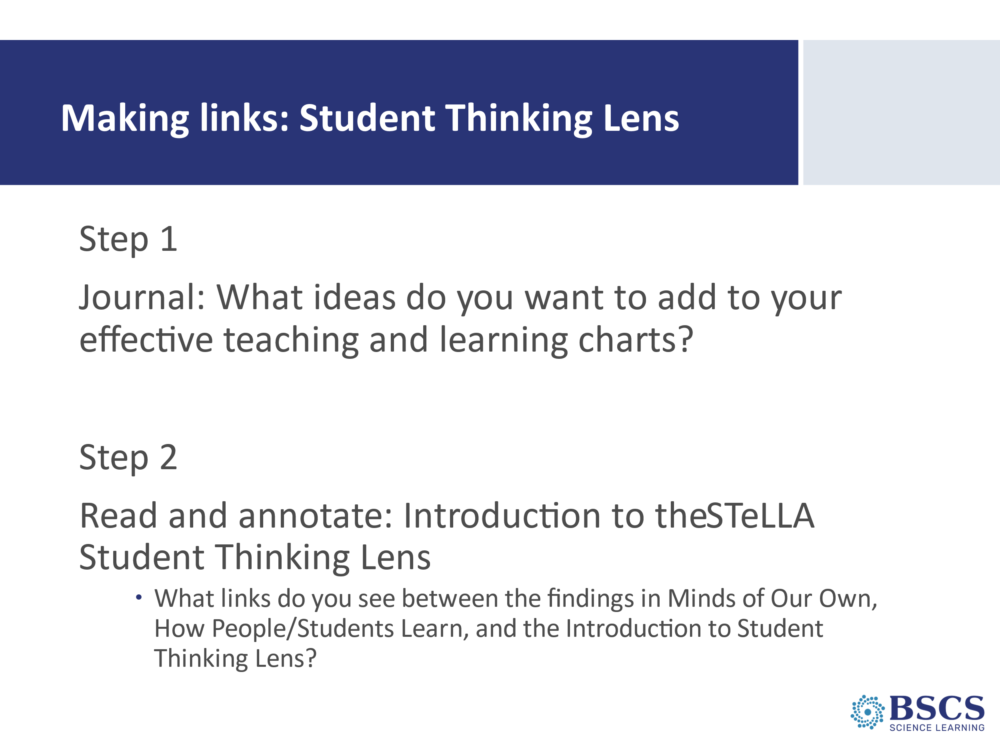 Making links: Student Thinking Lens
Step 1
Journal: What ideas do you want to add to your
effective teaching and learning charts?
Step 2
Read and annotate: Introduction to theSTeLLA
Student Thinking Lens
• What links do you see between the findings in Minds of Our Own,
How People/Students Learn, and the Introduction to Student
Thinking Lens?
BSCS
SCIENCE LEARNING